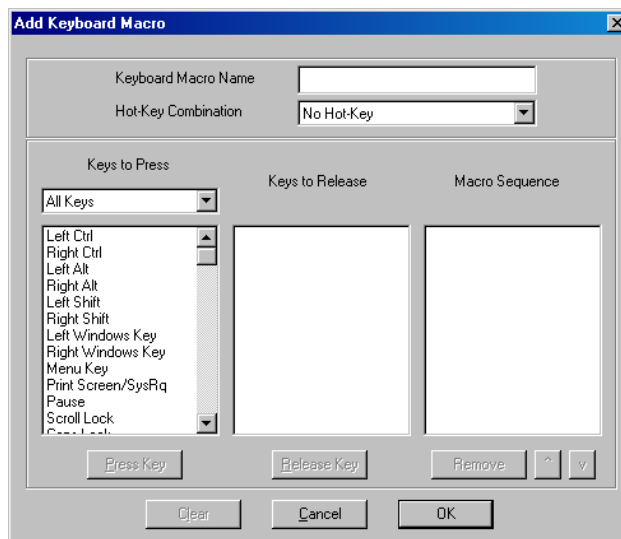 Add Keyboard Macro
Keyboard Macro Name
Hot-Key Combination
No Hot-Key
Keys to Press
Keys to Release
Macro Sequence
All Keys
Left Ctrl
Right Ctrl
Left Alt
Right Alt
Left Shift
Right Shift
Left Windows Key
Right Windows Key
Menu Key
Print Screen/SysRq
Pause
Scroll Lock
Press Key
Release Key
Remove
^
v
Clear
Cancel
OK